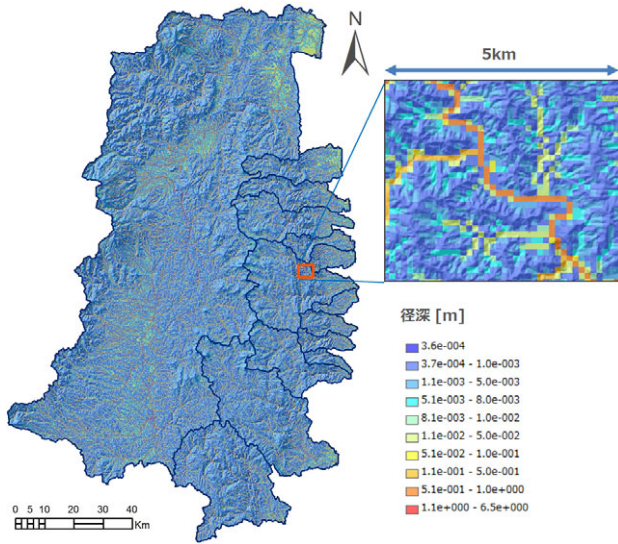 N
5km
径深 [m]
3.6e-004
3.7e-004 - 1.0e-003
1.1e-003 - 5.0e-003
5.1e-003 - 8.0e-003
8.1e-003 - 1.0e-002
1.1e-002 - 5.0e-002
5.1e-002 - 1.0e-001
1.1e-001 - 5.0e-001
5.1e-001 - 1.0e+000
1.1e+000 - 6.5e+000
0 5 10 20 30 40
Km